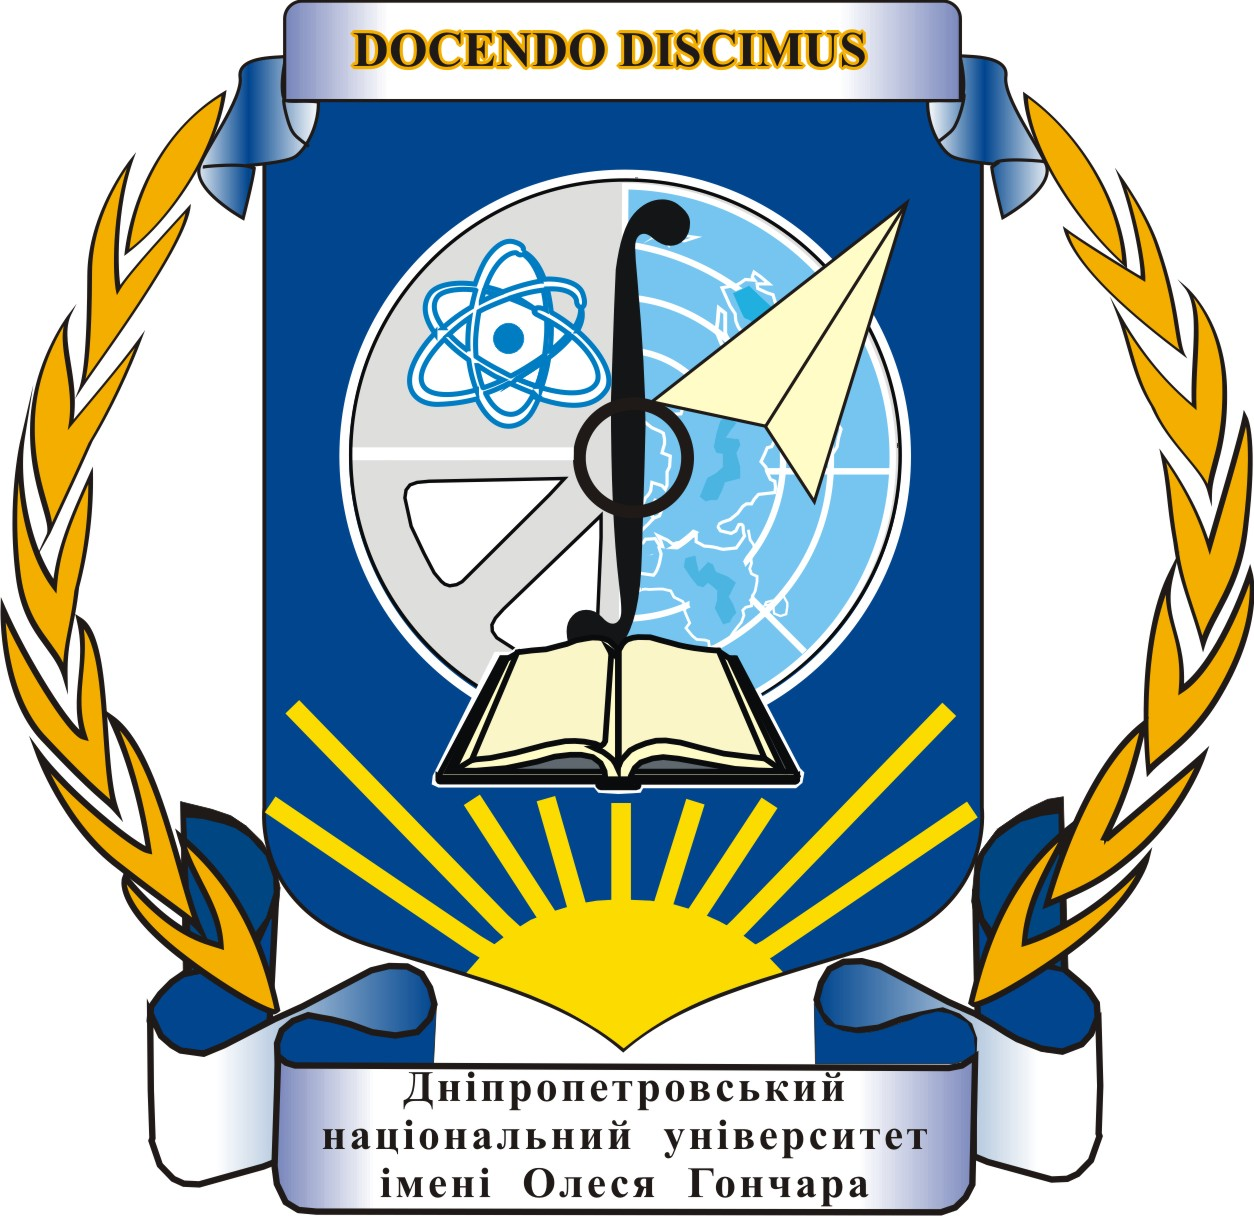 DOCENDO DISCIMUS
Дніпропетровський
національний університет
імені Олеся Гончара